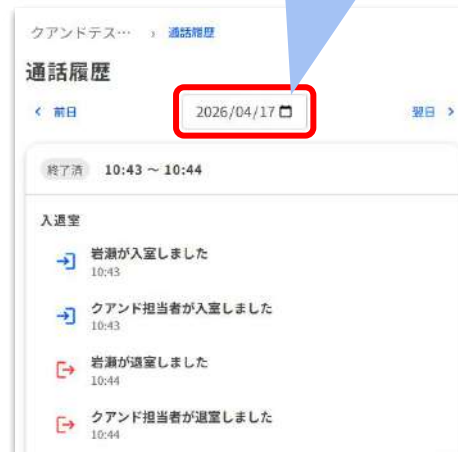 クアンドテス… › 通話履歴
通話履歴
< 前日 2026/04/17 翌日 >
終了済 10:43 ~ 10:44
入退室
岩瀬が入室しました
10:43
クアンド担当者が入室しました
10:43
岩瀬が退室しました
10:44
クアンド担当者が退室しました
10:44